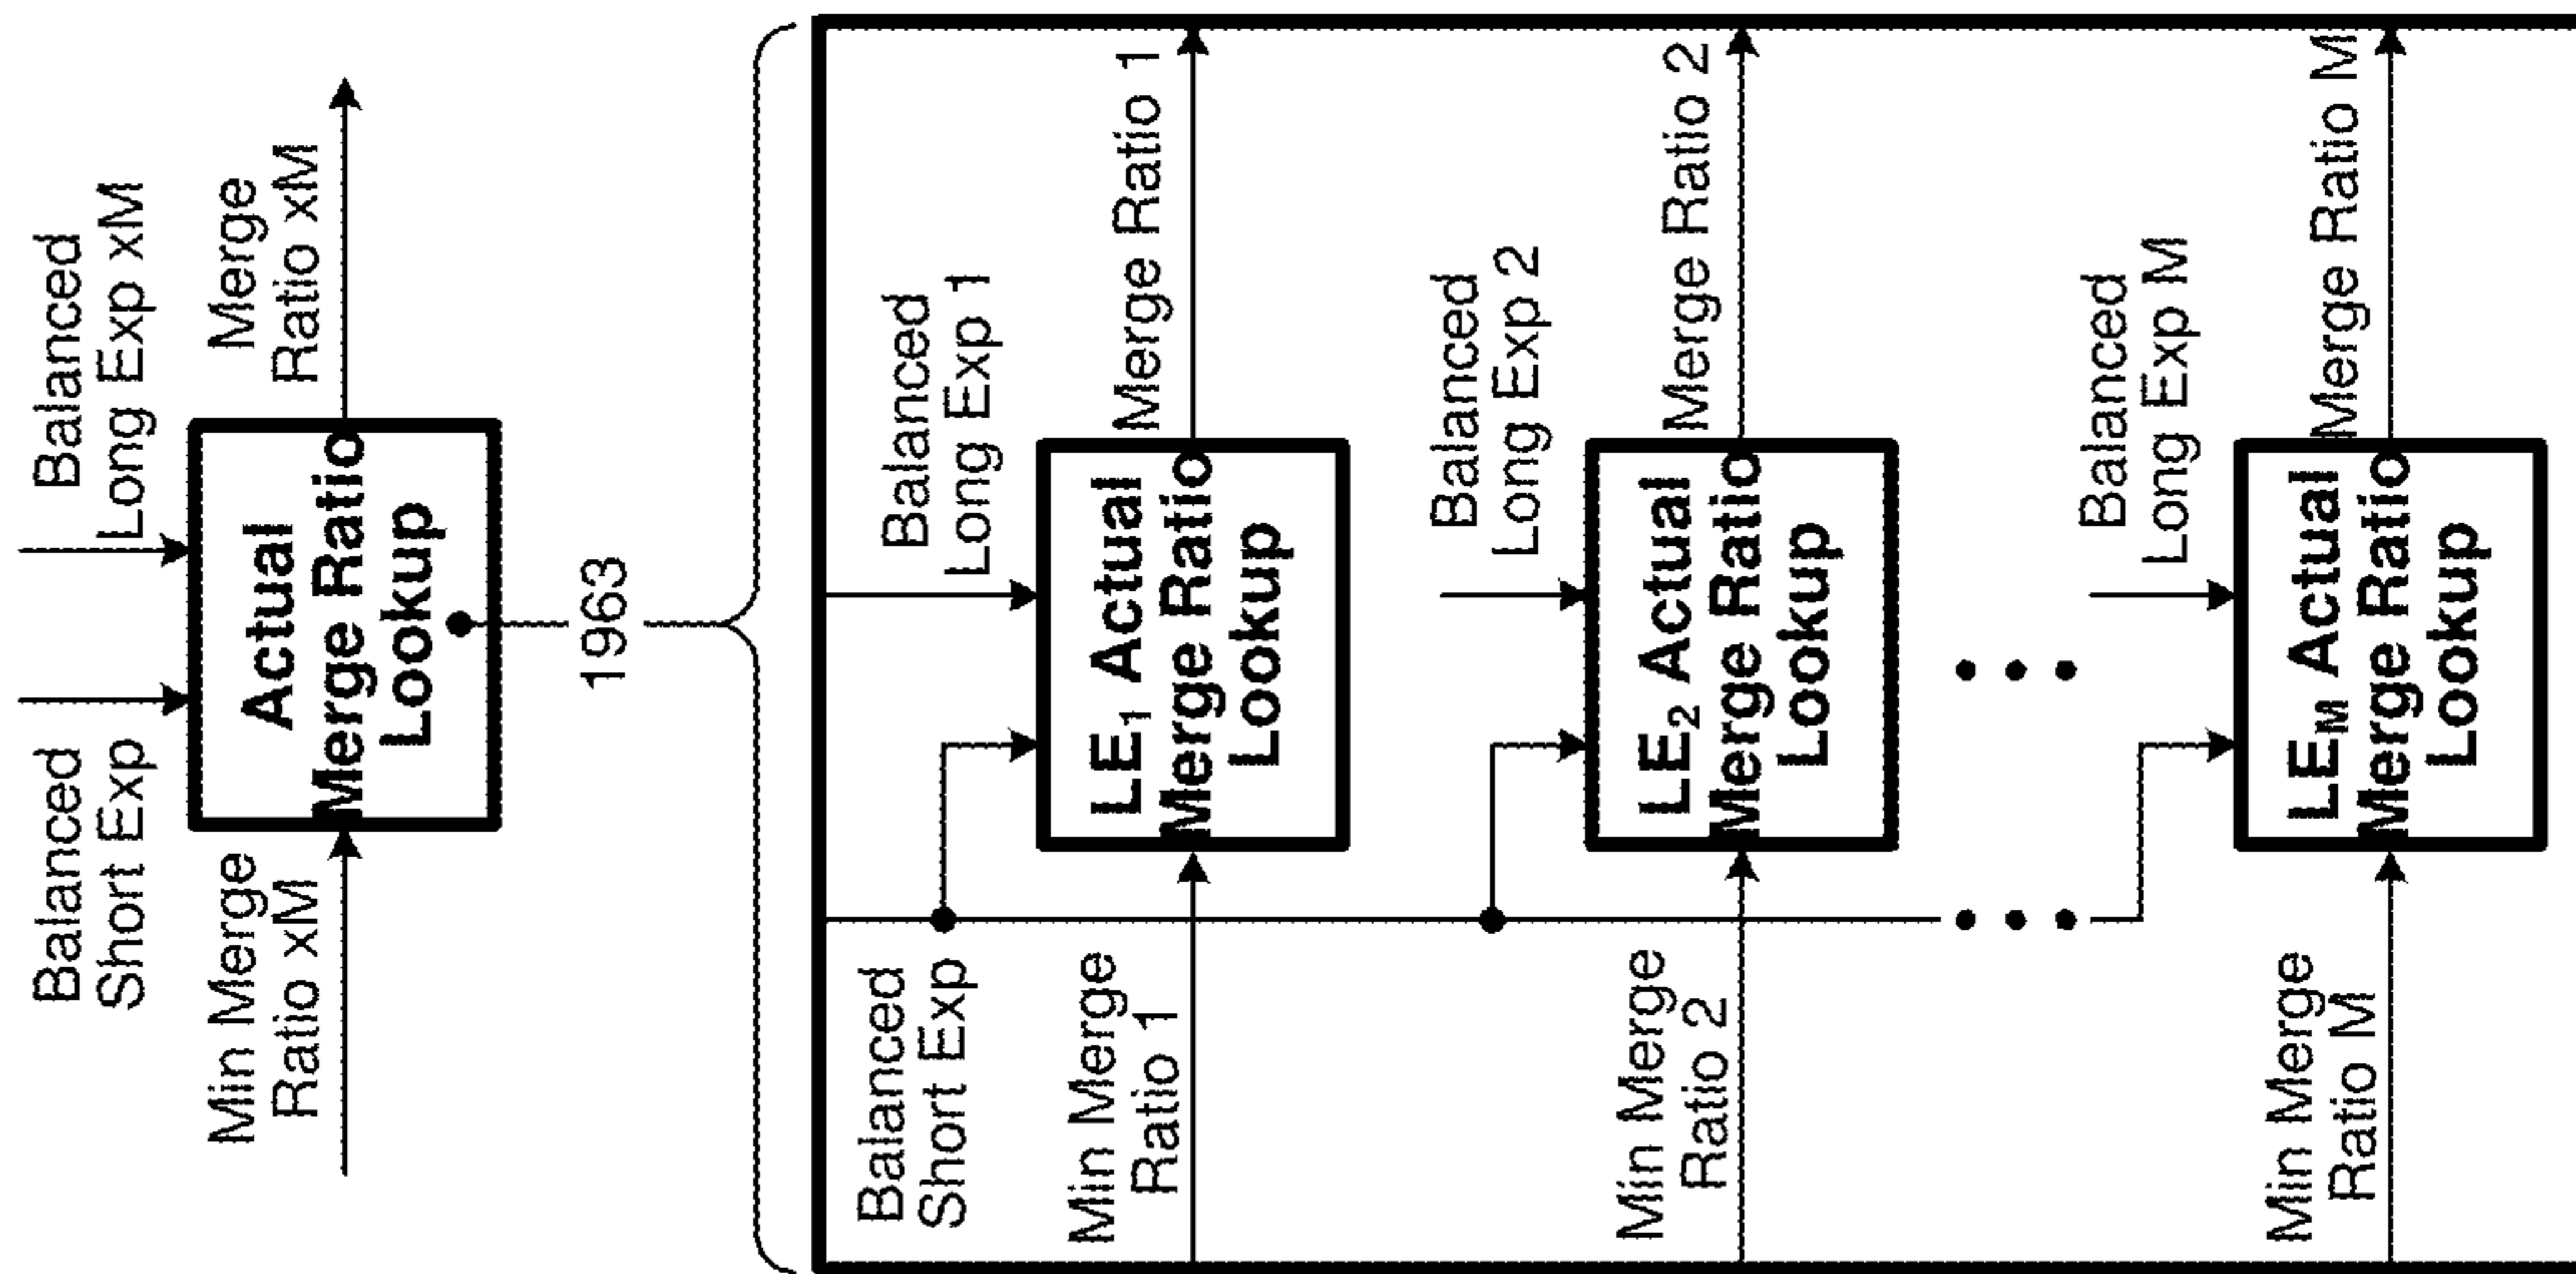 Balanced
Short Exp
Balanced
Long Exp xM
Min Merge
Ratio xM
Actual
Merge Ratio
Lookup
Merge
Ratio xM
1963
Balanced
Short Exp
Balanced
Long Exp 1
Min Merge
Ratio 1
LE₁ Actual
Merge Ratio
Lookup
Merge Ratio 1
Balanced
Long Exp 2
Min Merge
Ratio 2
LE₂ Actual
Merge Ratio
Lookup
Merge Ratio 2
Balanced
Long Exp M
Min Merge
Ratio M
LE_M Actual
Merge Ratio
Lookup
Merge Ratio M